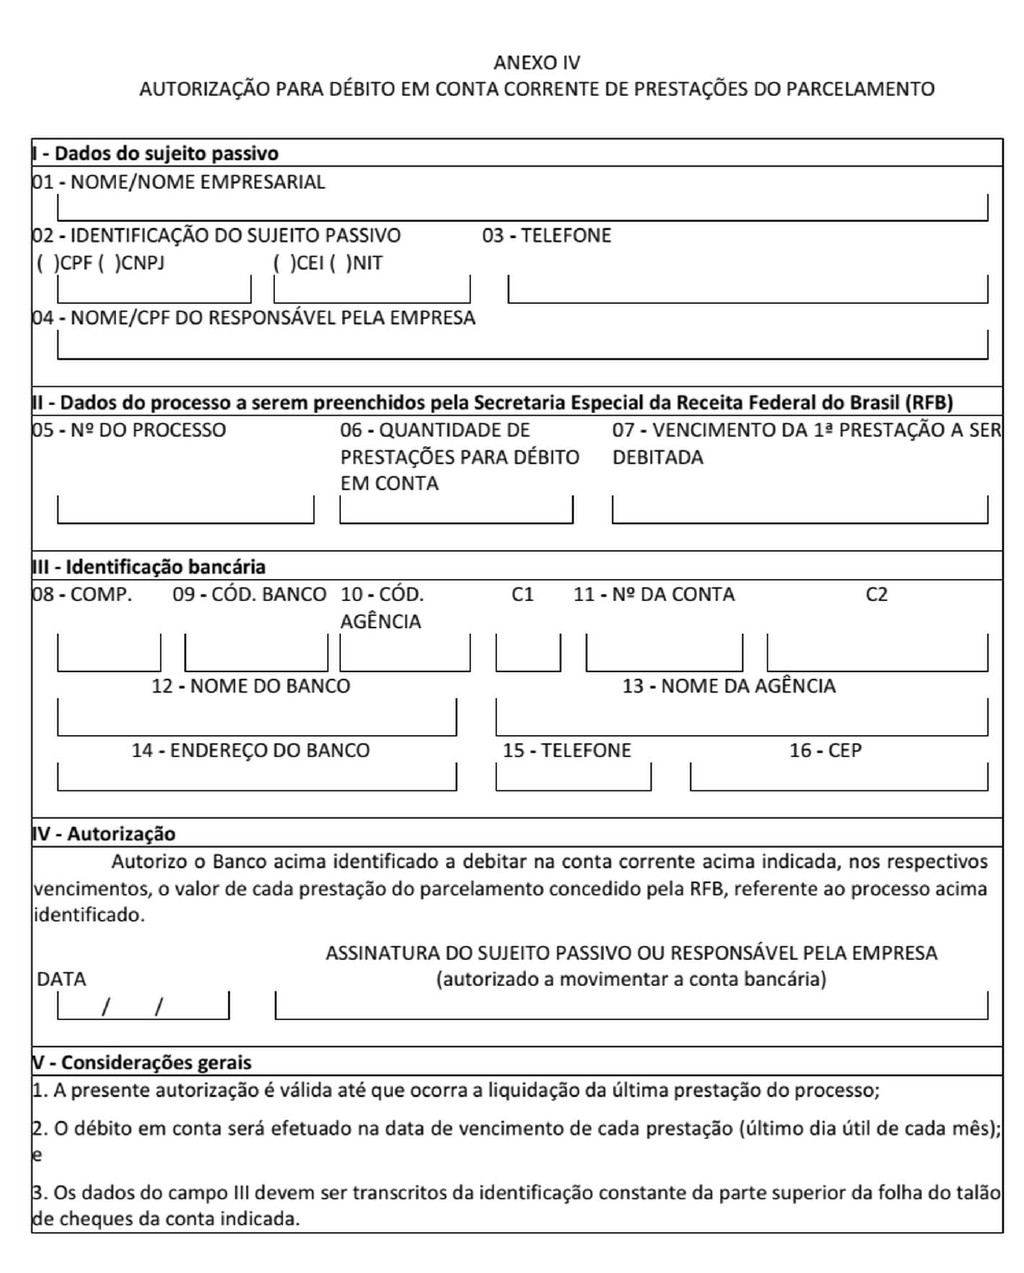 ANEXO IV
AUTORIZAÇÃO PARA DÉBITO EM CONTA CORRENTE DE PRESTAÇÕES DO PARCELAMENTO
I - Dados do sujeito passivo
01 - NOME/NOME EMPRESARIAL
02 - IDENTIFICAÇÃO DO SUJEITO PASSIVO 03 - TELEFONE
( )CPF ( )CNPJ ( )CEI ( )NIT
04 - NOME/CPF DO RESPONSÁVEL PELA EMPRESA
II - Dados do processo a serem preenchidos pela Secretaria Especial da Receita Federal do Brasil (RFB)
05 - Nº DO PROCESSO 06 - QUANTIDADE DE 07 - VENCIMENTO DA 1ª PRESTAÇÃO A SER
PRESTAÇÕES PARA DÉBITO DEBITADA
EM CONTA
III - Identificação bancária
08 - COMP. 09 - CÓD. BANCO 10 - CÓD. C1 11 - Nº DA CONTA C2
AGÊNCIA
12 - NOME DO BANCO 13 - NOME DA AGÊNCIA
14 - ENDEREÇO DO BANCO 15 - TELEFONE 16 - CEP
IV - Autorização
Autorizo o Banco acima identificado a debitar na conta corrente acima indicada, nos respectivos
vencimentos, o valor de cada prestação do parcelamento concedido pela RFB, referente ao processo acima
identificado.
ASSINATURA DO SUJEITO PASSIVO OU RESPONSÁVEL PELA EMPRESA
DATA (autorizado a movimentar a conta bancária)
/ /
V - Considerações gerais
1. A presente autorização é válida até que ocorra a liquidação da última prestação do processo;
2. O débito em conta será efetuado na data de vencimento de cada prestação (último dia útil de cada mês);
e
3. Os dados do campo III devem ser transcritos da identificação constante da parte superior da folha do talão
de cheques da conta indicada.